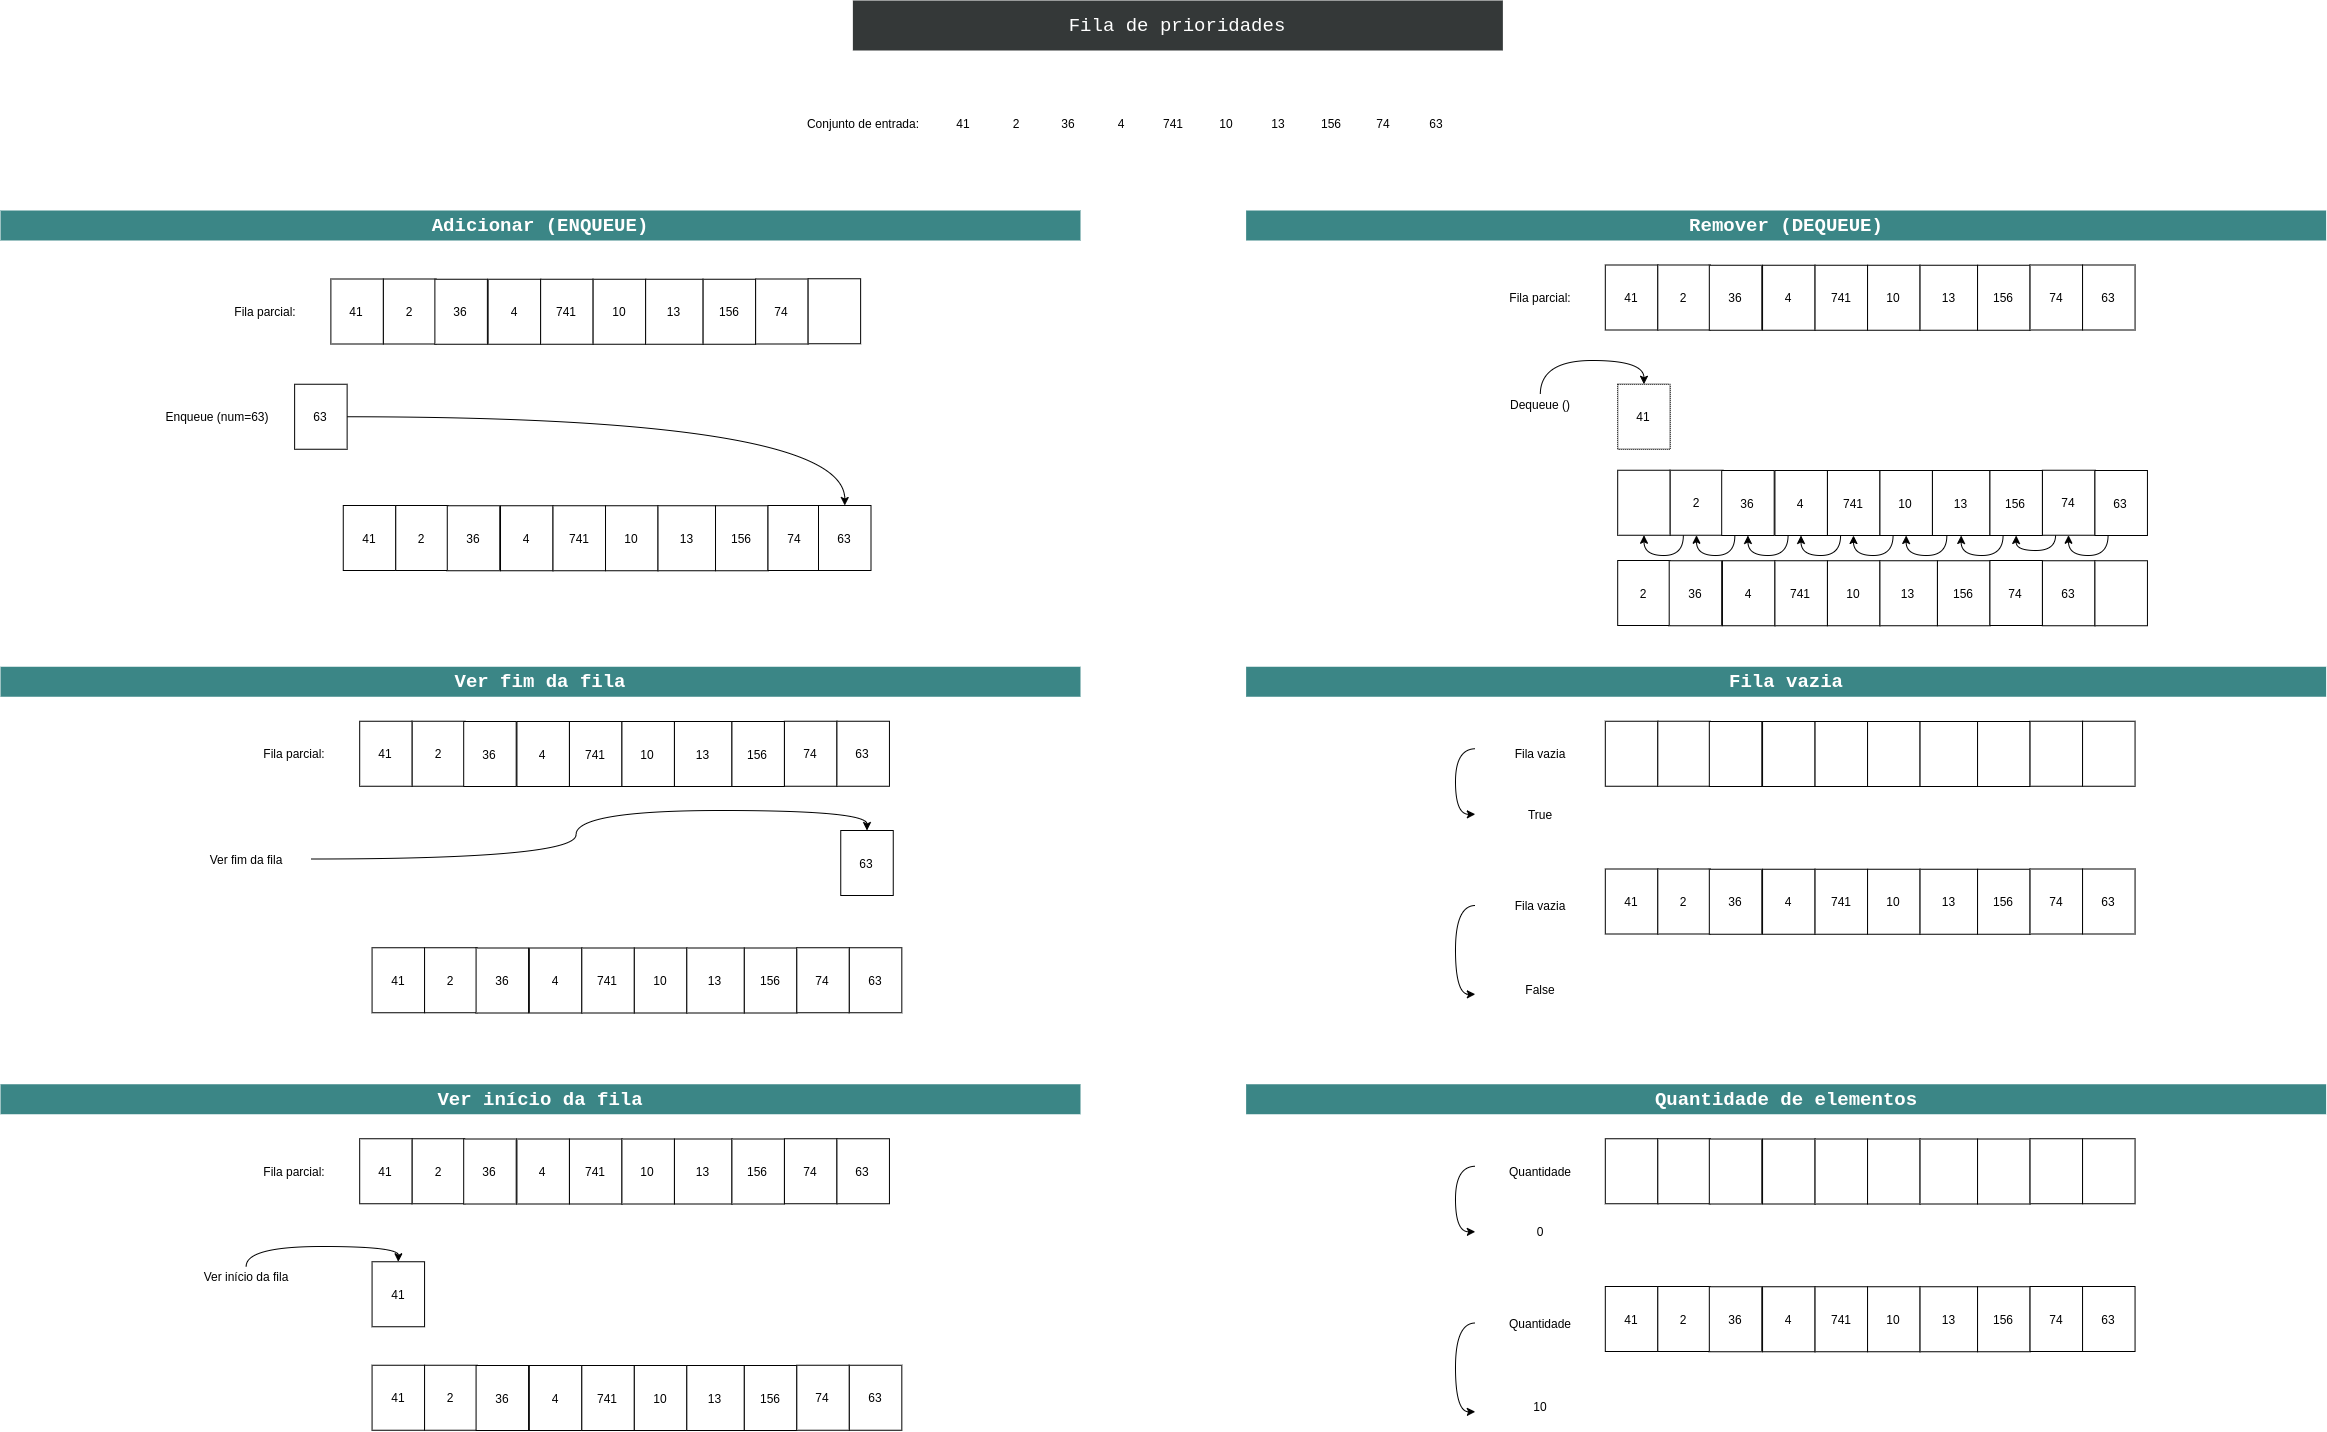 Fila de prioridades
Conjunto de entrada: 41 2 36 4 741 10 13 156 74 63
Adicionar (ENQUEUE)
Fila parcial: 41 2 36 4 741 10 13 156 74
Enqueue (num=63) 63
41 2 36 4 741 10 13 156 74 63
Remover (DEQUEUE)
Fila parcial: 41 2 36 4 741 10 13 156 74 63
Dequeue () 41
2 36 4 741 10 13 156 74 63
2 36 4 741 10 13 156 74 63
Ver fim da fila
Fila parcial: 41 2 36 4 741 10 13 156 74 63
Ver fim da fila 63
41 2 36 4 741 10 13 156 74 63
Fila vazia
Fila vazia
True
Fila vazia 41 2 36 4 741 10 13 156 74 63
False
Ver início da fila
Fila parcial: 41 2 36 4 741 10 13 156 74 63
Ver início da fila 41
41 2 36 4 741 10 13 156 74 63
Quantidade de elementos
Quantidade
0
Quantidade 41 2 36 4 741 10 13 156 74 63
10